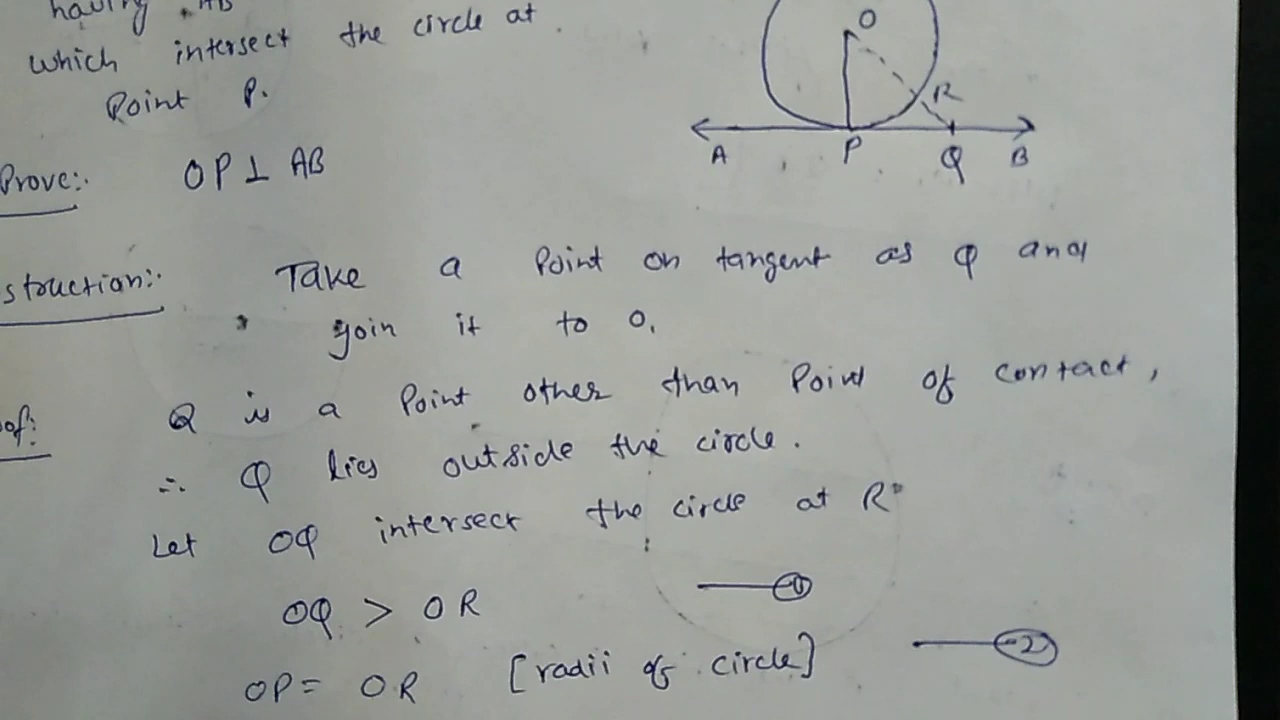 having AB
which intersect the circle at
Point P.
O
R
A P Q B
Prove:-
OP ⊥ AB
struction:-
Take a Point on tangent as Q and
join it to O.
of:
Q is a Point other than Point of contact,
∴ Q lies outside the circle.
Let OQ intersect the circle at R
OQ > OR —①
OP = OR [radii of circle] —②